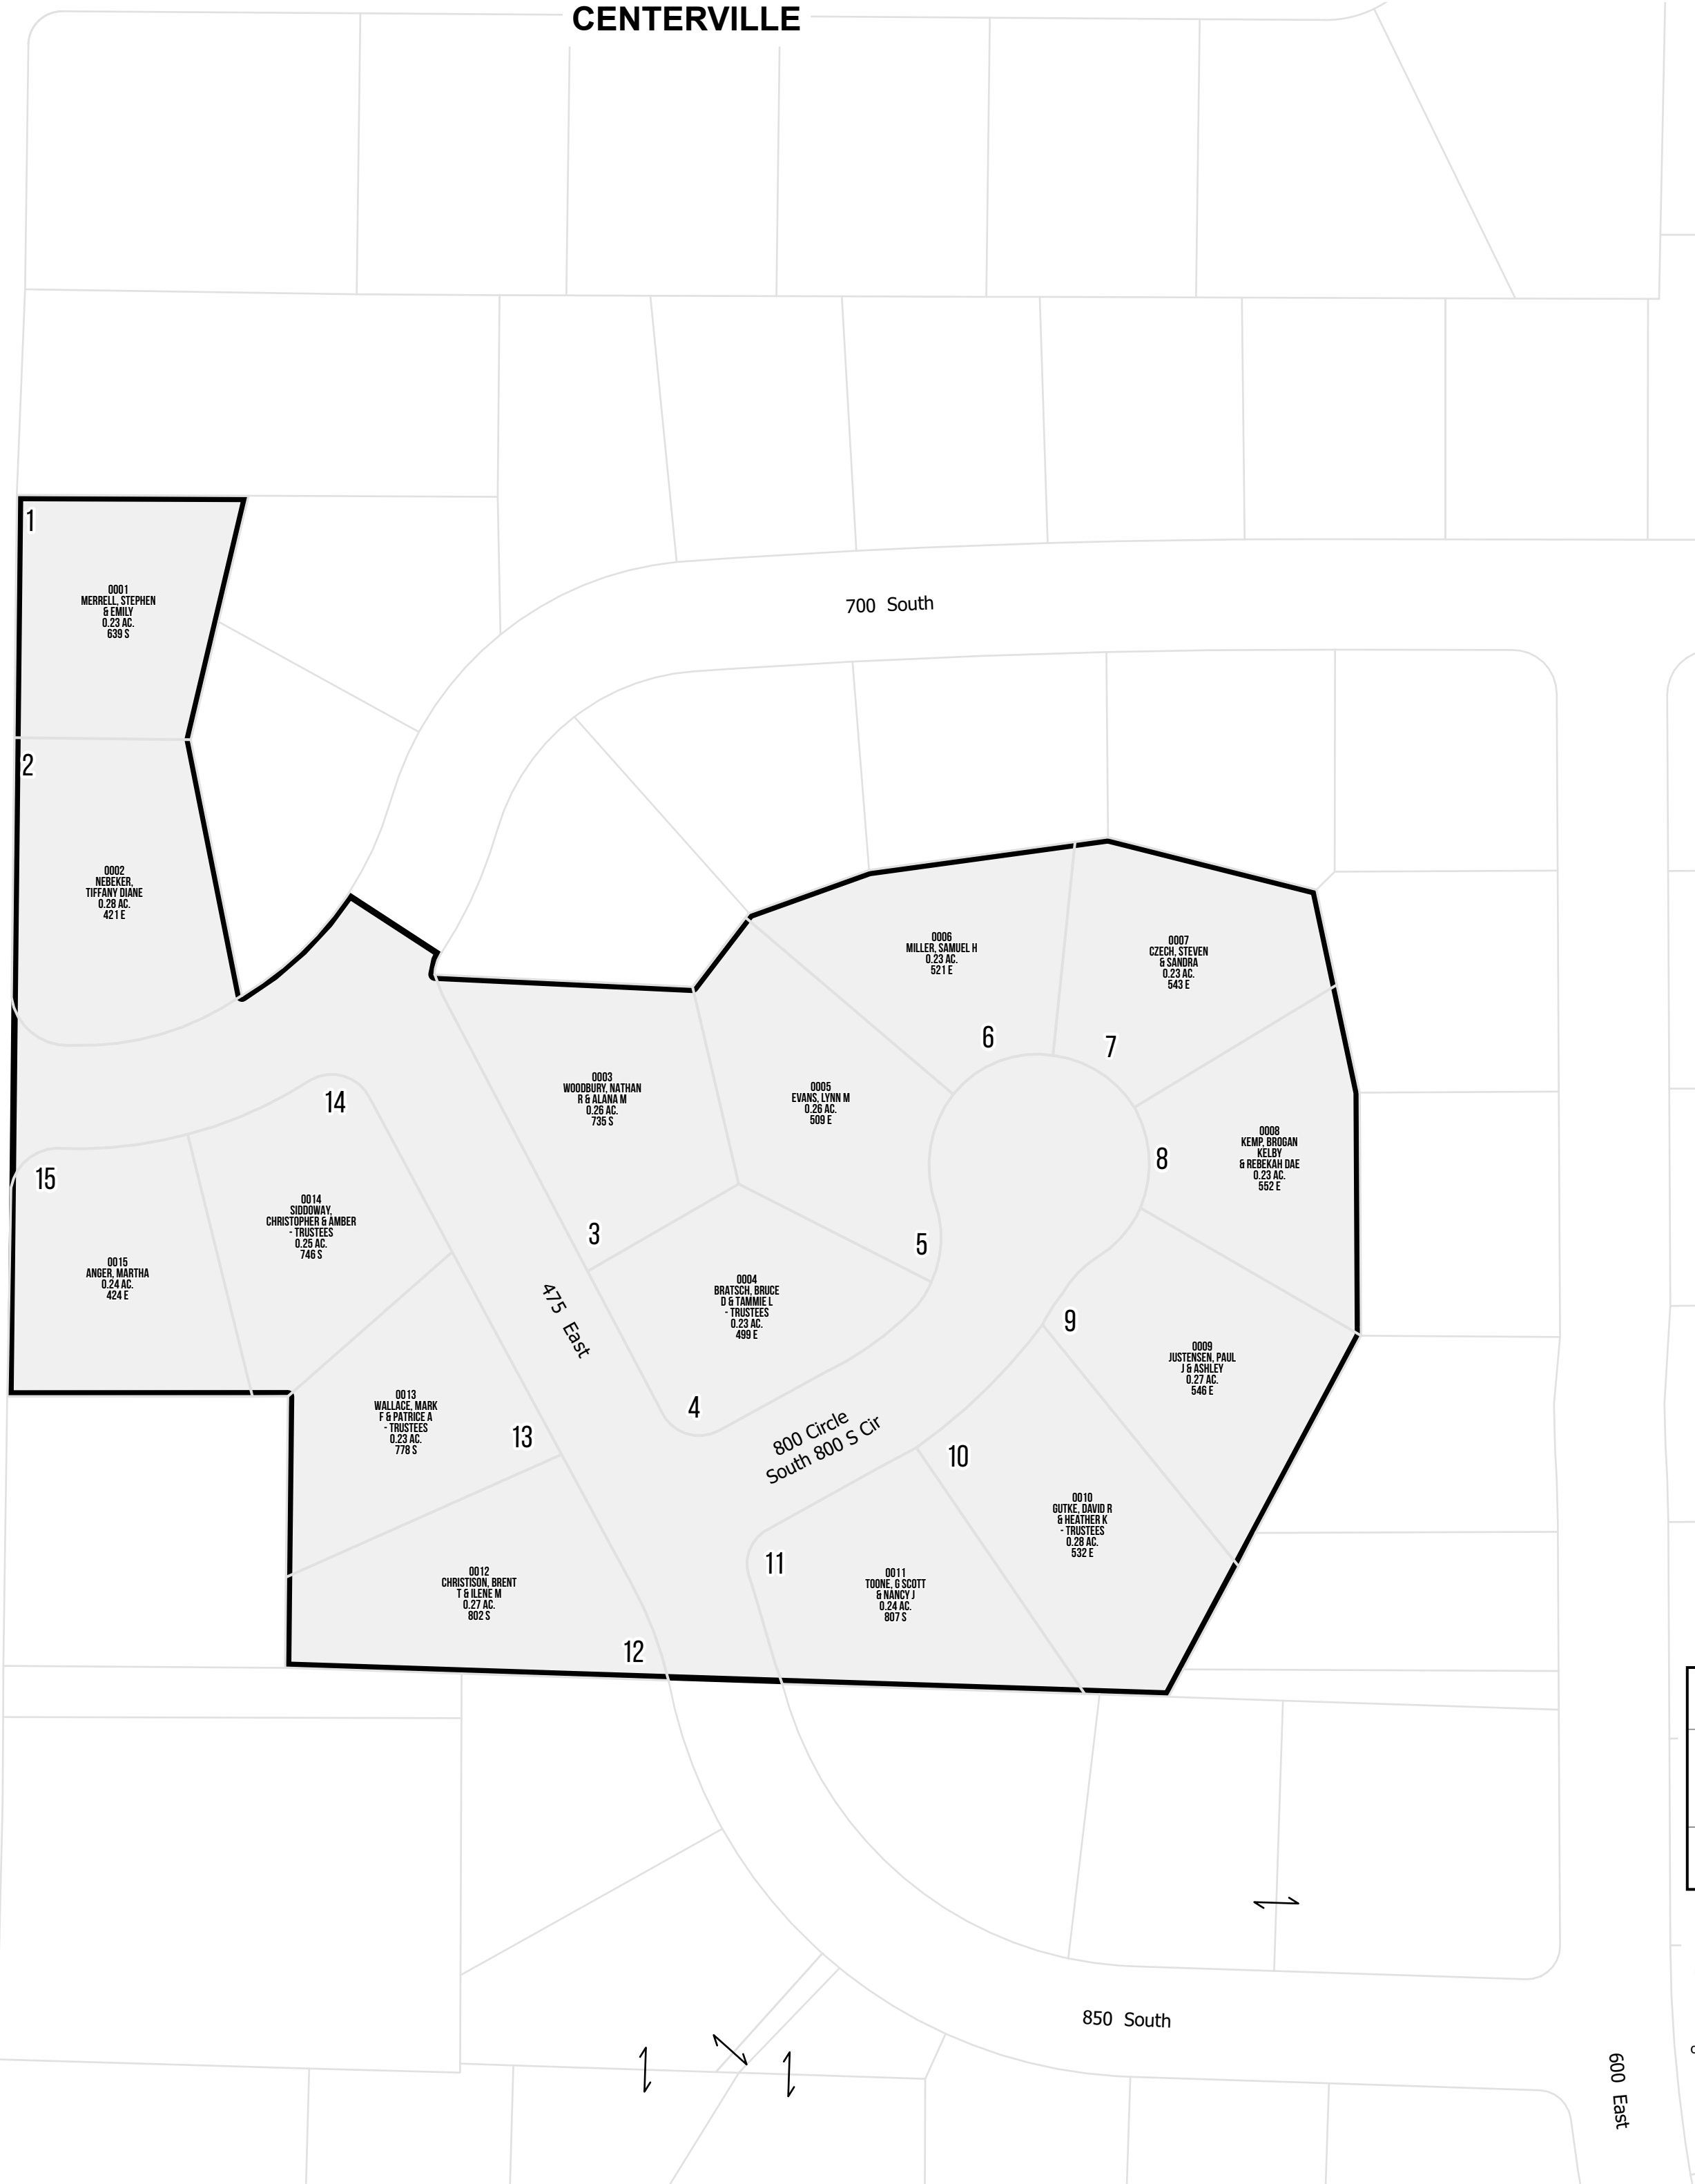 CENTERVILLE
1
0001
MERRELL, STEPHEN
& EMILY
0.23 AC.
639 S
700 South
2
0002
NEBEKER,
TIFFANY DIANE
0.28 AC.
421 E
0006
MILLER, SAMUEL H
0.23 AC.
521 E
0007
CZECH, STEVEN
& SANDRA
0.23 AC.
543 E
6
7
14
0003
WOODBURY, NATHAN
R & ALANA M
0.26 AC.
735 S
0005
EVANS, LYNN M
0.26 AC.
509 E
8
0008
KEMP, BROGAN
KELBY
& REBEKAH DAE
0.23 AC.
552 E
15
0014
SIDDOWAY,
CHRISTOPHER & AMBER
- TRUSTEES
0.25 AC.
746 S
3
5
0015
ANGER, MARTHA
0.24 AC.
424 E
475 East
0004
BRATSCH, BRUCE
D & TAMMIE L
- TRUSTEES
0.23 AC.
499 E
9
0009
JUSTENSEN, PAUL
J & ASHLEY
0.27 AC.
546 E
0013
WALLACE, MARK
F & PATRICE A
- TRUSTEES
0.23 AC.
778 S
13
4
800 Circle
South 800 S Cir
10
0010
GUTKE, DAVID R
& HEATHER K
- TRUSTEES
0.28 AC.
532 E
11
0012
CHRISTISON, BRENT
T & ILENE M
0.27 AC.
802 S
0011
TOONE, G SCOTT
& NANCY J
0.24 AC.
807 S
12
850 South
600 East